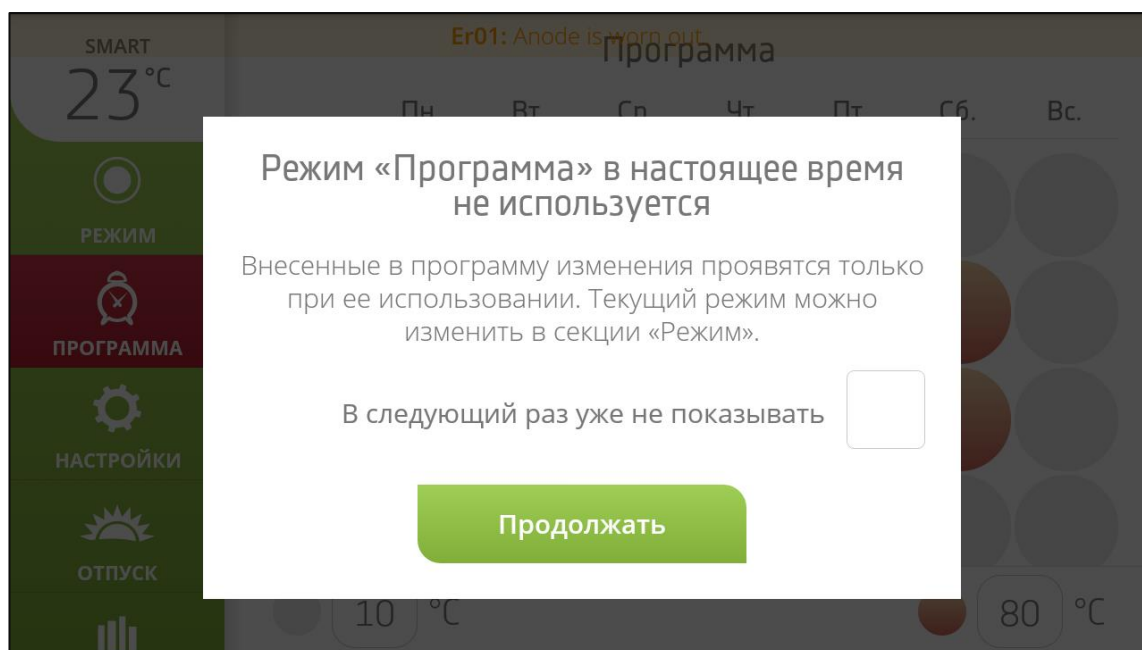 SMART
23 °C
Er01: Anode is worn out
Программа
Пн Вт Ср Чт Пт Сб. Вс.
РЕЖИМ
ПРОГРАММА
НАСТРОЙКИ
ОТПУСК
Режим «Программа» в настоящее время
не используется
Внесенные в программу изменения проявятся только
при ее использовании. Текущий режим можно
изменить в секции «Режим».
В следующий раз уже не показывать
Продолжать
10 °C
80 °C